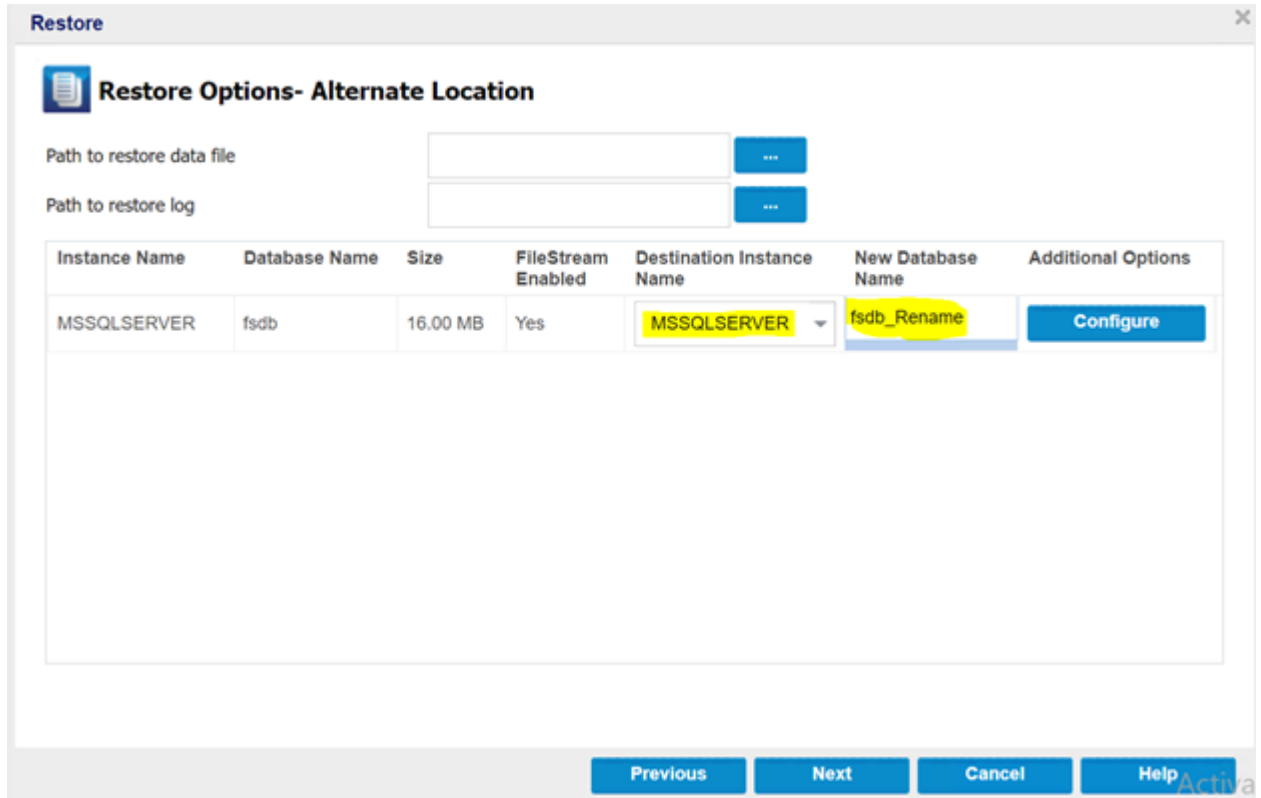 Restore
Restore Options- Alternate Location
Path to restore data file
...
Path to restore log
...
Instance Name Database Name Size FileStream Enabled Destination Instance Name New Database Name Additional Options
MSSQLSERVER fsdb 16.00 MB Yes MSSQLSERVER fsdb_Rename Configure
Previous Next Cancel Help
Activa